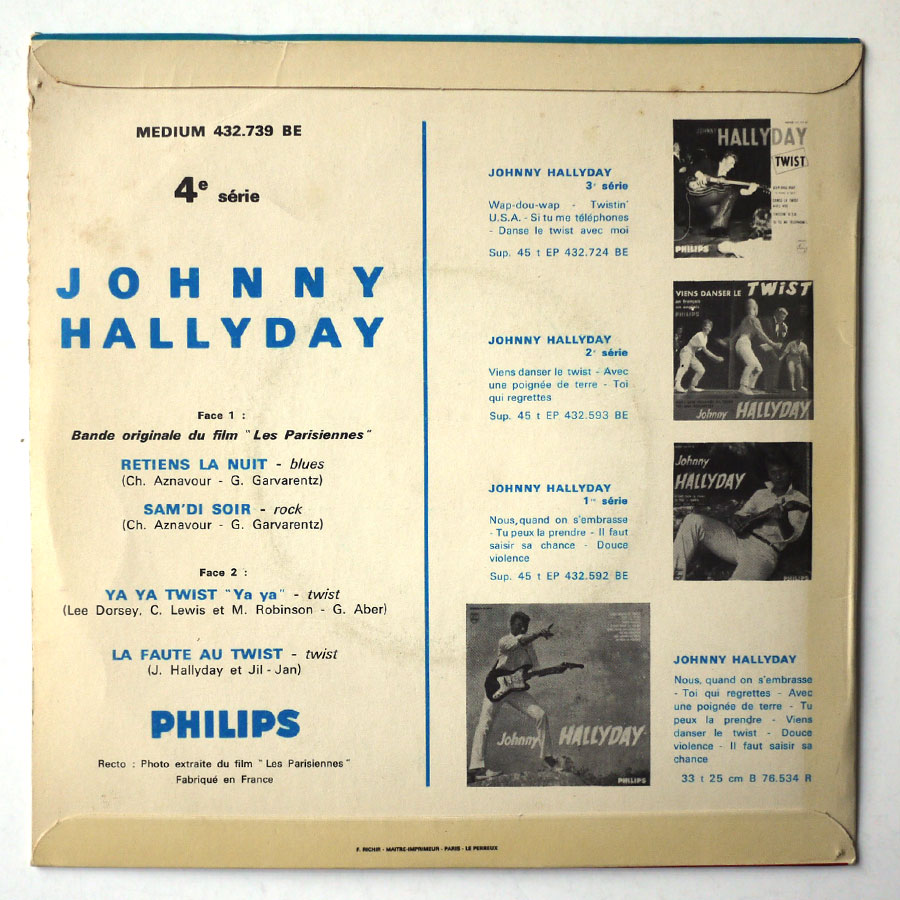 MEDIUM 432.739 BE
4e série
JOHNNY
HALLYDAY
Face 1 :
Bande originale du film "Les Parisiennes"
RETIENS LA NUIT - blues
(Ch. Aznavour - G. Garvarentz)
SAM'DI SOIR - rock
(Ch. Aznavour - G. Garvarentz)
Face 2 :
YA YA TWIST "Ya ya" - twist
(Lee Dorsey, C. Lewis et M. Robinson - G. Aber)
LA FAUTE AU TWIST - twist
(J. Hallyday et Jil-Jan)
PHILIPS
Recto : Photo extraite du film "Les Parisiennes"
Fabriqué en France
JOHNNY HALLYDAY
3e série
Wap-dou-wap - Twistin'
U.S.A. - Si tu me téléphones
- Danse le twist avec moi
Sup. 45 t EP 432.724 BE
JOHNNY HALLYDAY
TWIST
PHILIPS
JOHNNY HALLYDAY
2e série
Viens danser le twist - Avec
une poignée de terre - Toi
qui regrettes
Sup. 45 t EP 432.593 BE
VIENS DANSER LE TWIST
PHILIPS
Johnny HALLYDAY
JOHNNY HALLYDAY
1re série
Nous, quand on s'embrasse
- Tu peux la prendre - Il faut
saisir sa chance - Douce
violence
Sup. 45 t EP 432.592 BE
Johnny
HALLYDAY
PHILIPS
Johnny HALLYDAY
PHILIPS
JOHNNY HALLYDAY
Nous, quand on s'embrasse
- Toi qui regrettes - Avec
une poignée de terre - Tu
peux la prendre - Viens
danser le twist - Douce
violence - Il faut saisir sa
chance
33 t 25 cm B 76.534 R
F. RICHIR - MAITRE-IMPRIMEUR - PARIS - LE PERREUX